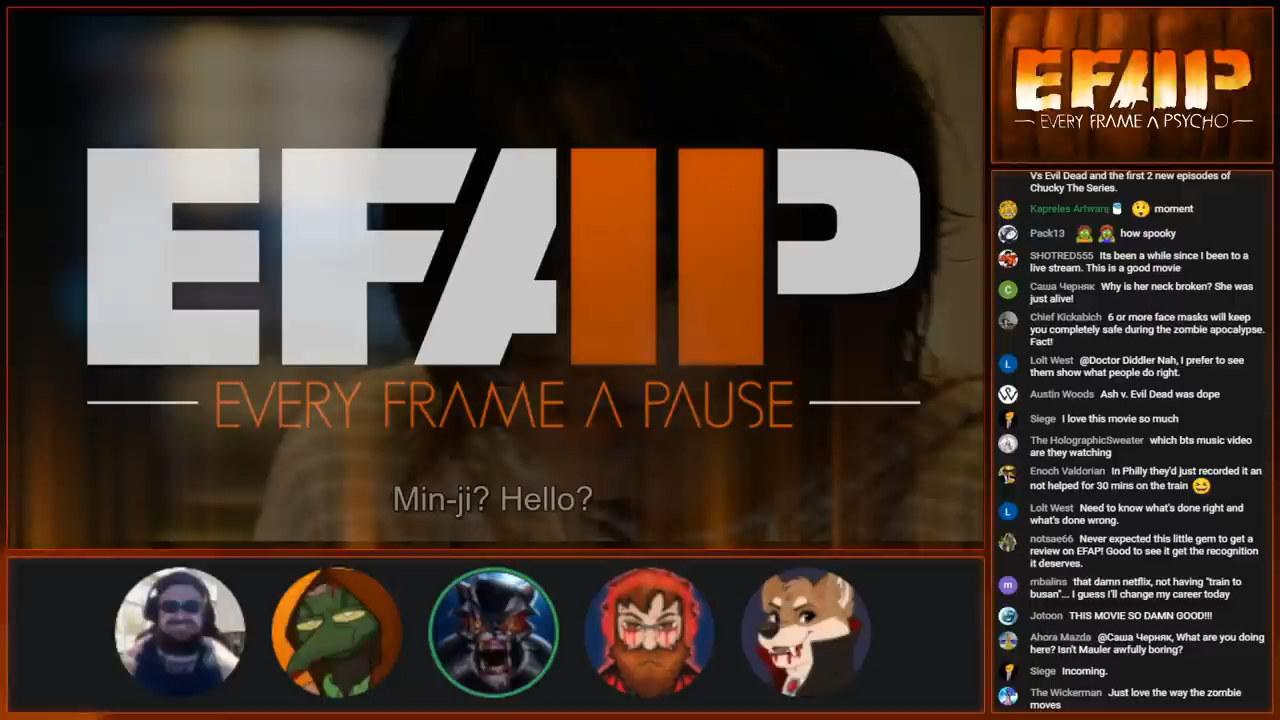 EFAP
EVERY FRAME A PAUSE
Min-ji? Hello?
EFAP
EVERY FRAME A PSYCHO
Vs Evil Dead and the first 2 new episodes of
Chucky The Series.
Kapreles Artwars moment
Pack13 how spooky
SHOTRED555 Its been a while since I been to a
live stream. This is a good movie
Саша Черняк Why is her neck broken? She was
just alive!
Chief Kickabich 6 or more face masks will keep
you completely safe during the zombie apocalypse.
Fact!
Lolt West @Doctor Diddler Nah, I prefer to see
them show what people do right.
Austin Woods Ash v. Evil Dead was dope
Siege I love this movie so much
The HolographicSweater which bts music video
are they watching
Enoch Valdorian In Philly they'd just recorded it an
not helped for 30 mins on the train
Lolt West Need to know what's done right and
what's done wrong.
notsae66 Never expected this little gem to get a
review on EFAP! Good to see it get the recognition
it deserves.
mbalins that damn netflix, not having "train to
busan"... I guess I'll change my career today
Jotoon THIS MOVIE SO DAMN GOOD!!!
Ahora Mazda @Саша Черняк, What are you doing
here? Isn't Mauler awfully boring?
Siege Incoming.
The Wickerman Just love the way the zombie
moves